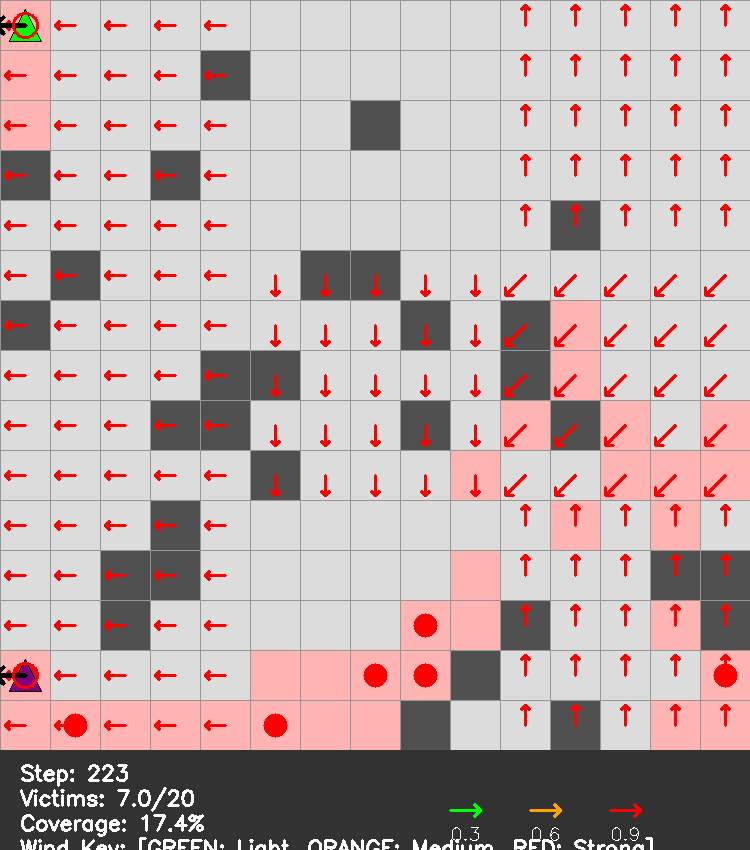 Step: 223
Victims: 7.0/20
Coverage: 17.4%
0.3 0.6 0.9
Wind Key: [GREEN: Light, ORANGE: Medium, RED: Strong]